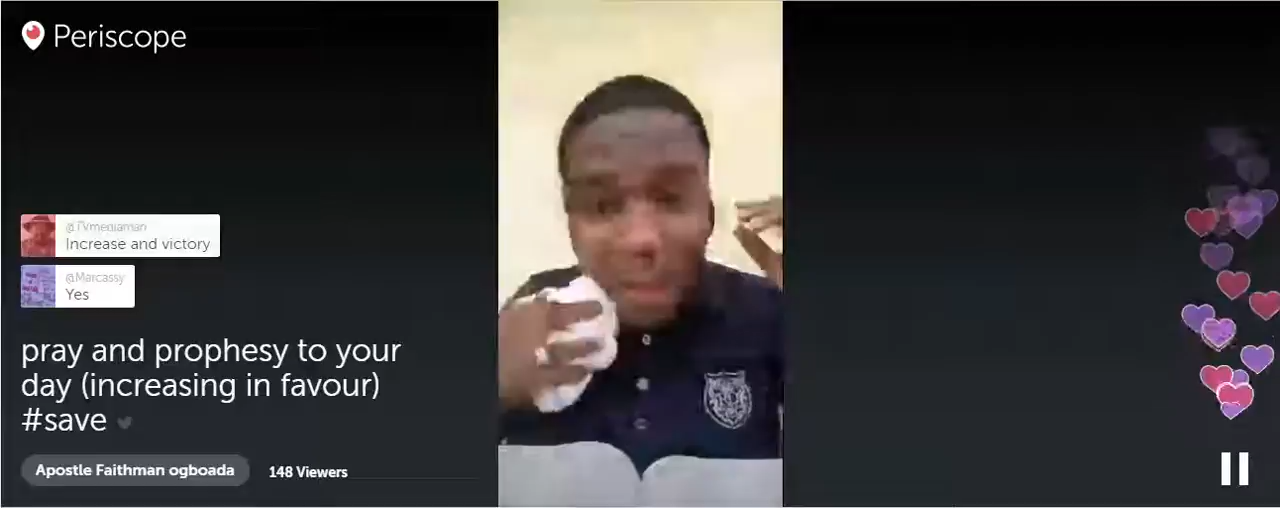 Periscope
@TVmediaman
Increase and victory
@Marcassy
Yes
pray and prophesy to your
day (increasing in favour)
#save
Apostle Faithman ogboada
148 Viewers